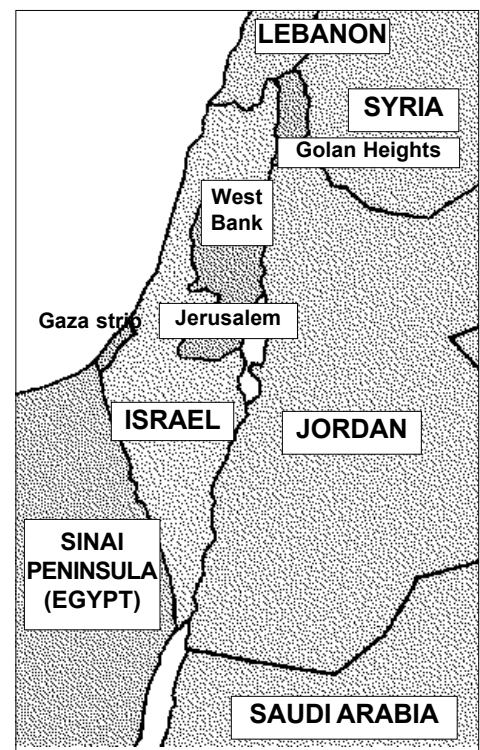 LEBANON
SYRIA
Golan Heights
West
Bank
Gaza strip
Jerusalem
ISRAEL
JORDAN
SINAI
PENINSULA
(EGYPT)
SAUDI ARABIA